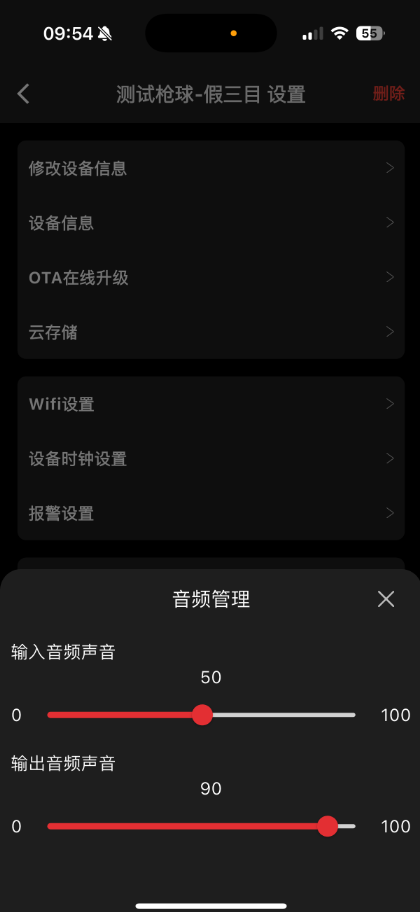 09:54
55
测试枪球-假三目 设置
删除
修改设备信息
设备信息
OTA在线升级
云存储
Wifi设置
设备时钟设置
报警设置
音频管理
输入音频声音
50
0
100
输出音频声音
90
0
100